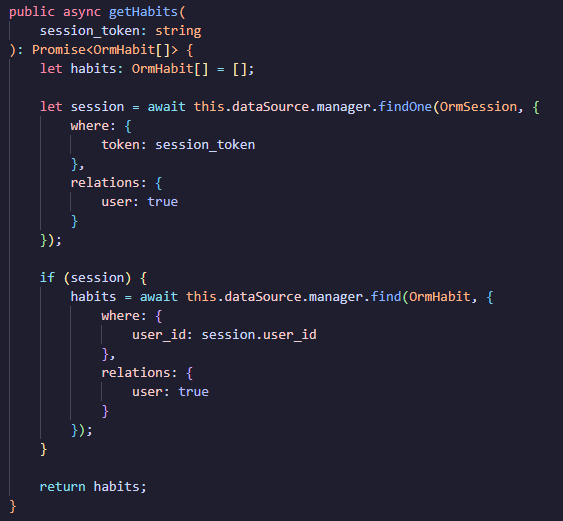 public async getHabits(
    session_token: string
): Promise<OrmHabit[]> {
    let habits: OrmHabit[] = [];

    let session = await this.dataSource.manager.findOne(OrmSession, {
        where: {
            token: session_token
        },
        relations: {
            user: true
        }
    });

    if (session) {
        habits = await this.dataSource.manager.find(OrmHabit, {
            where: {
                user_id: session.user_id
            },
            relations: {
                user: true
            }
        });
    }

    return habits;
}